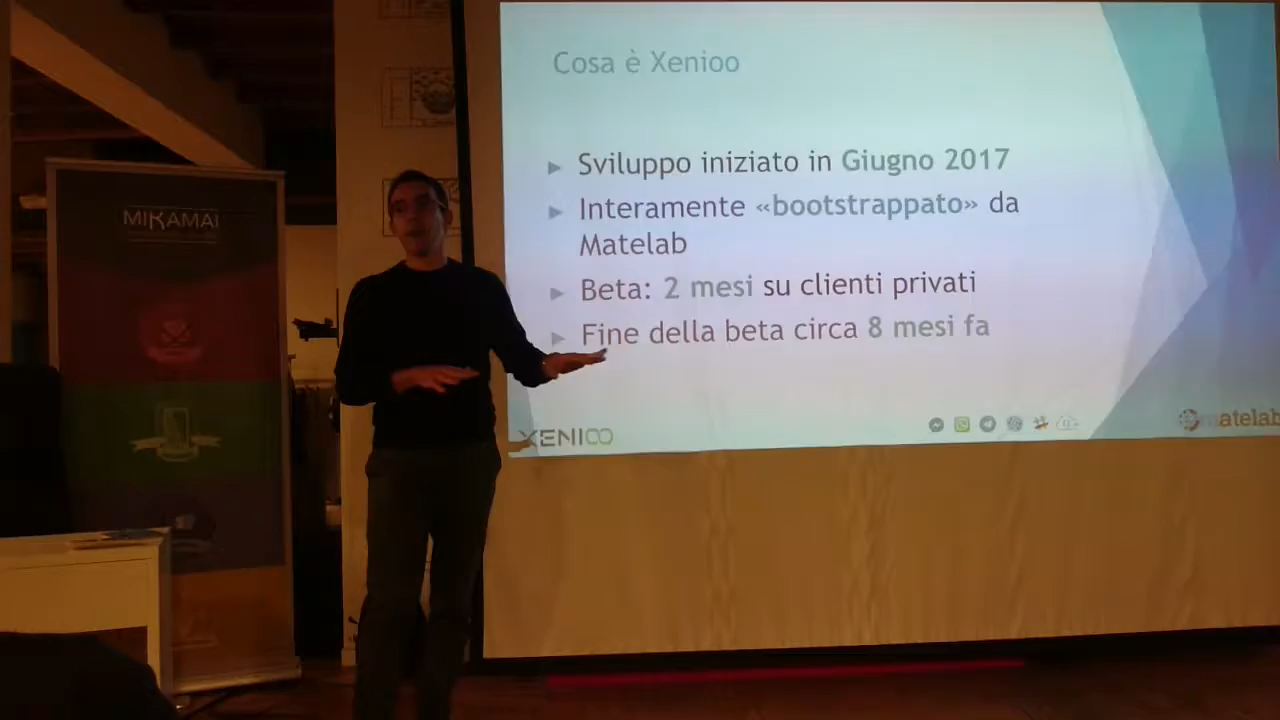 Cosa è Xenioo
Sviluppo iniziato in Giugno 2017
Interamente «bootstrappato» da
Matelab
Beta: 2 mesi su clienti privati
Fine della beta circa 8 mesi fa
MIKAMAI
XENIOO
matelab